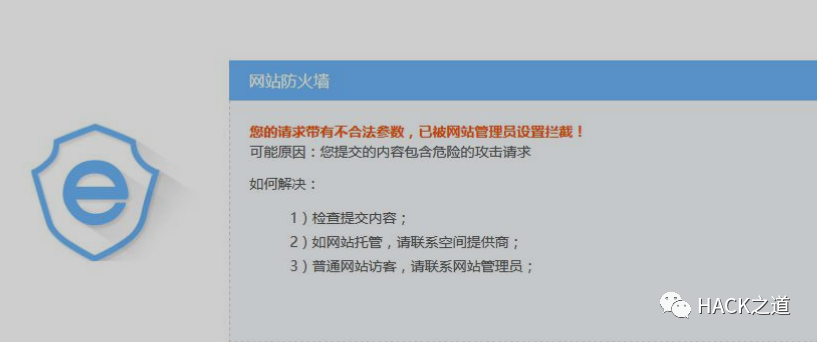 网站防火墙
您的请求带有不合法参数，已被网站管理员设置拦截！
可能原因：您提交的内容包含危险的攻击请求
如何解决：
1）检查提交内容；
2）如网站托管，请联系空间提供商；
3）普通网站访客，请联系网站管理员；
HACK之道